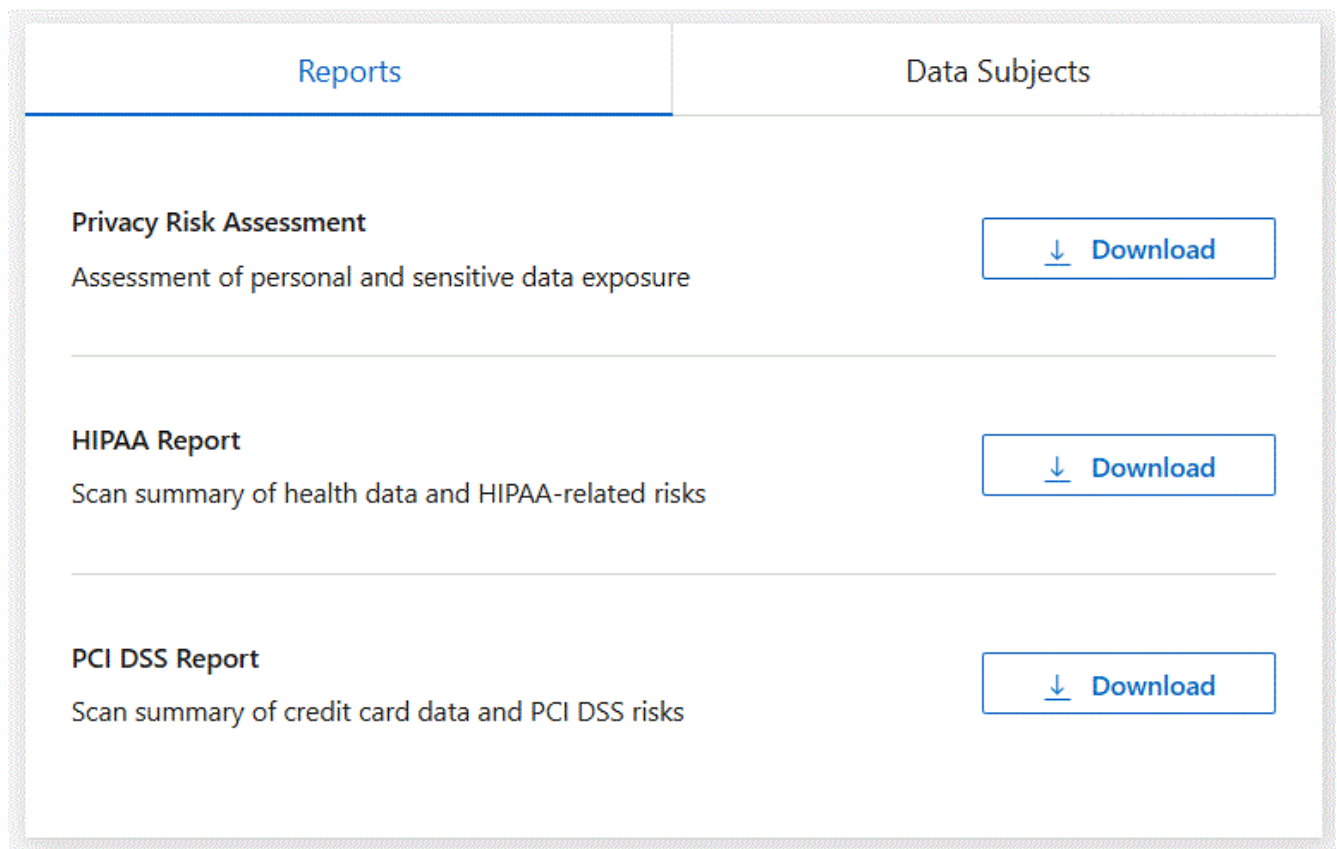 Reports
Data Subjects
Privacy Risk Assessment
Download
Assessment of personal and sensitive data exposure
HIPAA Report
Download
Scan summary of health data and HIPAA-related risks
PCI DSS Report
Download
Scan summary of credit card data and PCI DSS risks